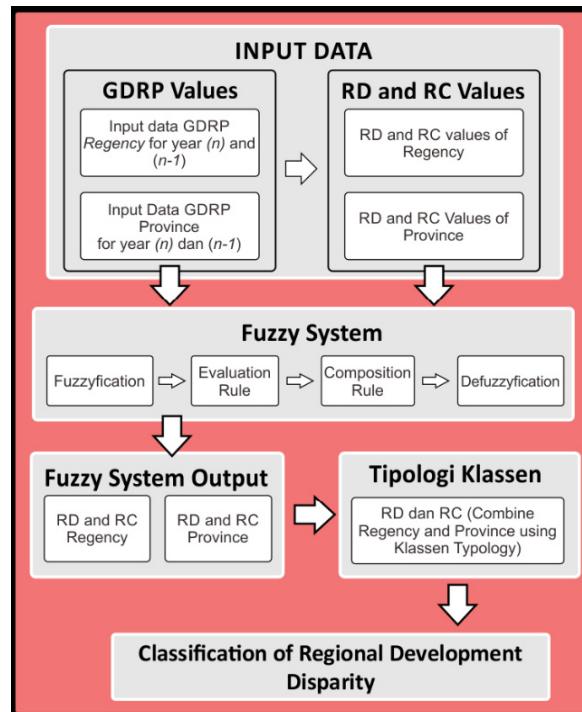 INPUT DATA
GDRP Values
Input data GDRP
Regency for year (n) and
(n-1)
Input Data GDRP
Province
for year (n) dan (n-1)
RD and RC Values
RD and RC values of
Regency
RD and RC Values of
Province
Fuzzy System
Fuzzyfication
Evaluation
Rule
Composition
Rule
Defuzzyfication
Fuzzy System Output
RD and RC
Regency
RD and RC
Province
Tipologi Klassen
RD dan RC (Combine
Regency and Province using
Klassen Typology)
Classification of Regional Development
Disparity